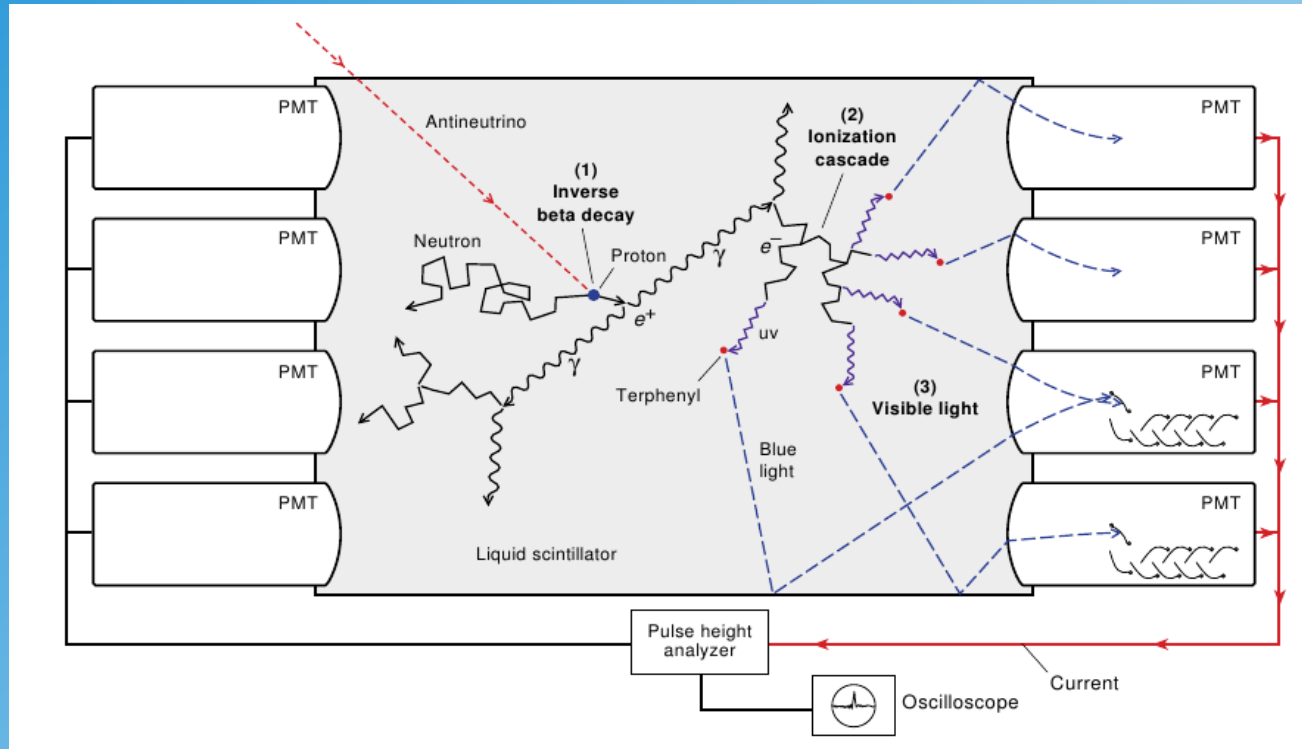 PMT
PMT
Antineutrino
(1)
Inverse
beta decay
(2)
Ionization
cascade
PMT
PMT
Neutron
Proton
γ
e–
e+
γ
uv
PMT
PMT
Terphenyl
(3)
Visible light
Blue
light
PMT
PMT
Liquid scintillator
Pulse height
analyzer
Current
Oscilloscope